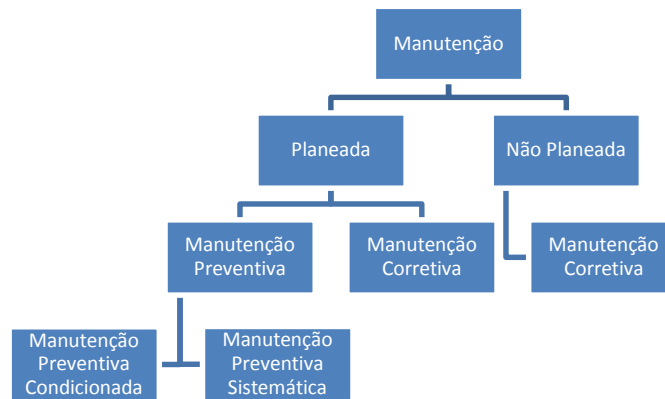 Manutenção
Planeada
Não Planeada
Manutenção
Preventiva
Manutenção
Corretiva
Manutenção
Corretiva
Manutenção
Preventiva
Condicionada
Manutenção
Preventiva
Sistemática